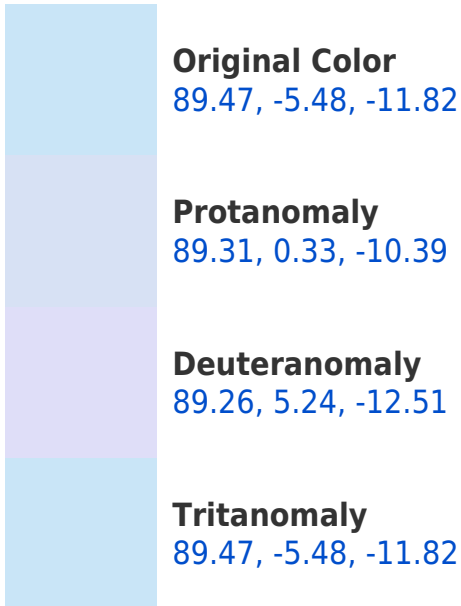 Original Color
89.47, -5.48, -11.82
Protanomaly
89.31, 0.33, -10.39
Deuteranomaly
89.26, 5.24, -12.51
Tritanomaly
89.47, -5.48, -11.82